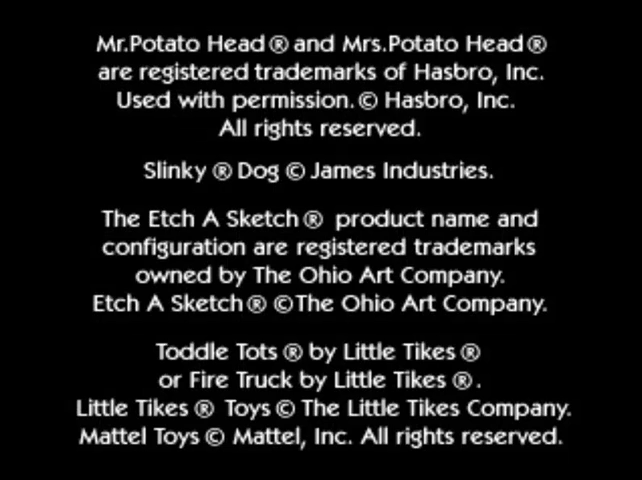 Mr.Potato Head ® and Mrs.Potato Head ®
are registered trademarks of Hasbro, Inc.
Used with permission. © Hasbro, Inc.
All rights reserved.
Slinky ® Dog © James Industries.
The Etch A Sketch ® product name and
configuration are registered trademarks
owned by The Ohio Art Company.
Etch A Sketch ® ©The Ohio Art Company.
Toddle Tots ® by Little Tikes ®
or Fire Truck by Little Tikes ® .
Little Tikes ® Toys © The Little Tikes Company.
Mattel Toys © Mattel, Inc. All rights reserved.